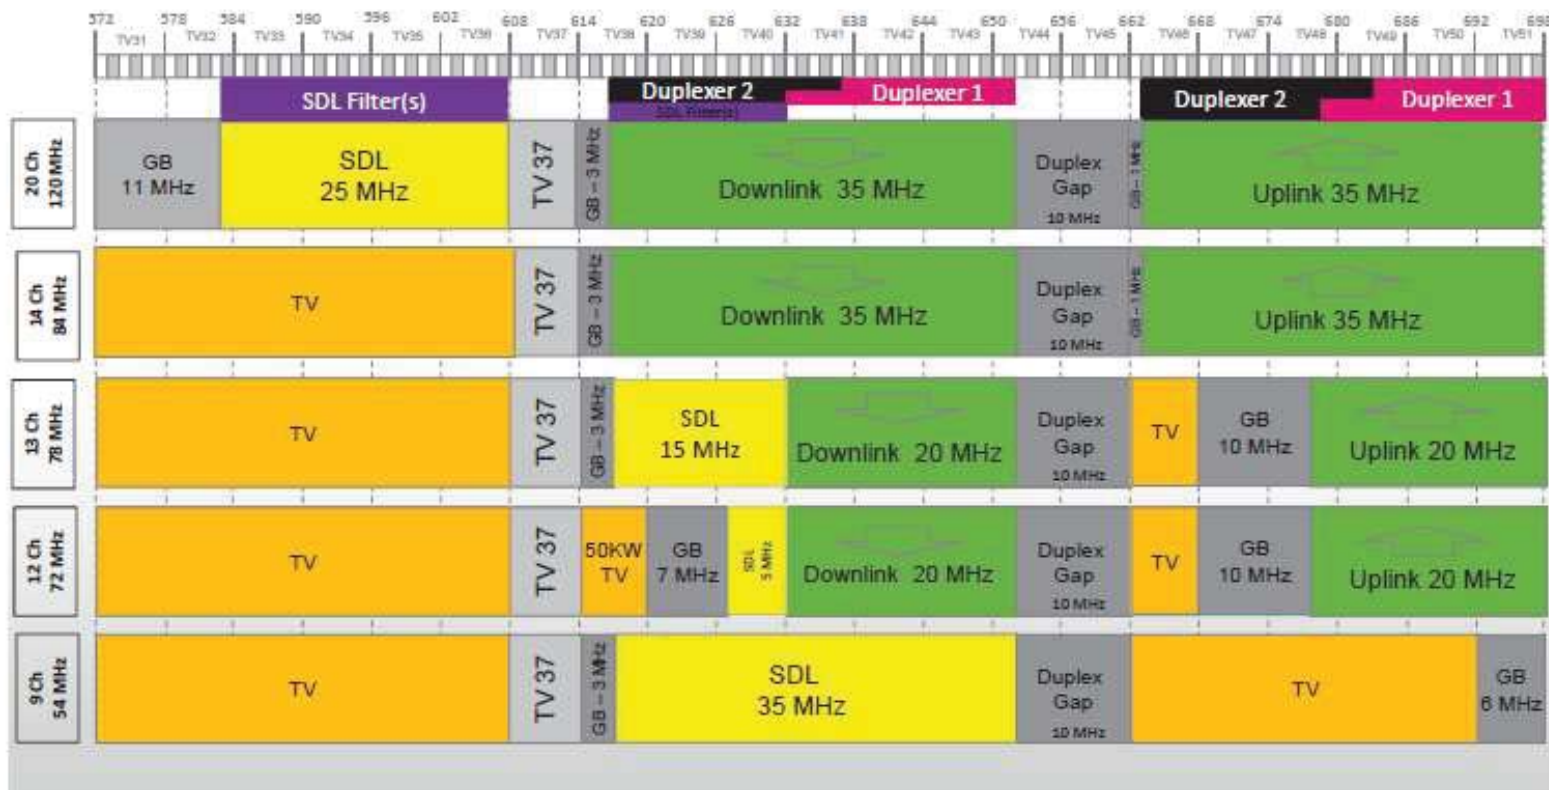 572 578 584 590 596 602 608 614 620 626 632 638 644 650 656 662 668 674 680 686 692 698
TV31 TV32 TV33 TV34 TV35 TV36 TV37 TV38 TV39 TV40 TV41 TV42 TV43 TV44 TV45 TV46 TV47 TV48 TV49 TV50 TV51
SDL Filter(s)
Duplexer 2
Duplexer 1
SDL Filter(s)
Duplexer 2
Duplexer 1
20 Ch
120 MHz
GB
11 MHz
SDL
25 MHz
TV 37
GB – 3 MHz
Downlink 35 MHz
Duplex
Gap
10 MHz
GB - 1 MHz
Uplink 35 MHz
14 Ch
84 MHz
TV
TV 37
GB – 3 MHz
Downlink 35 MHz
Duplex
Gap
10 MHz
GB - 1 MHz
Uplink 35 MHz
13 Ch
78 MHz
TV
TV 37
GB – 3 MHz
SDL
15 MHz
Downlink 20 MHz
Duplex
Gap
10 MHz
TV
GB
10 MHz
Uplink 20 MHz
12 Ch
72 MHz
TV
TV 37
50KW
TV
GB
7 MHz
SDL
5 MHz
Downlink 20 MHz
Duplex
Gap
10 MHz
TV
GB
10 MHz
Uplink 20 MHz
9 Ch
54 MHz
TV
TV 37
GB – 3 MHz
SDL
35 MHz
Duplex
Gap
10 MHz
TV
GB
6 MHz